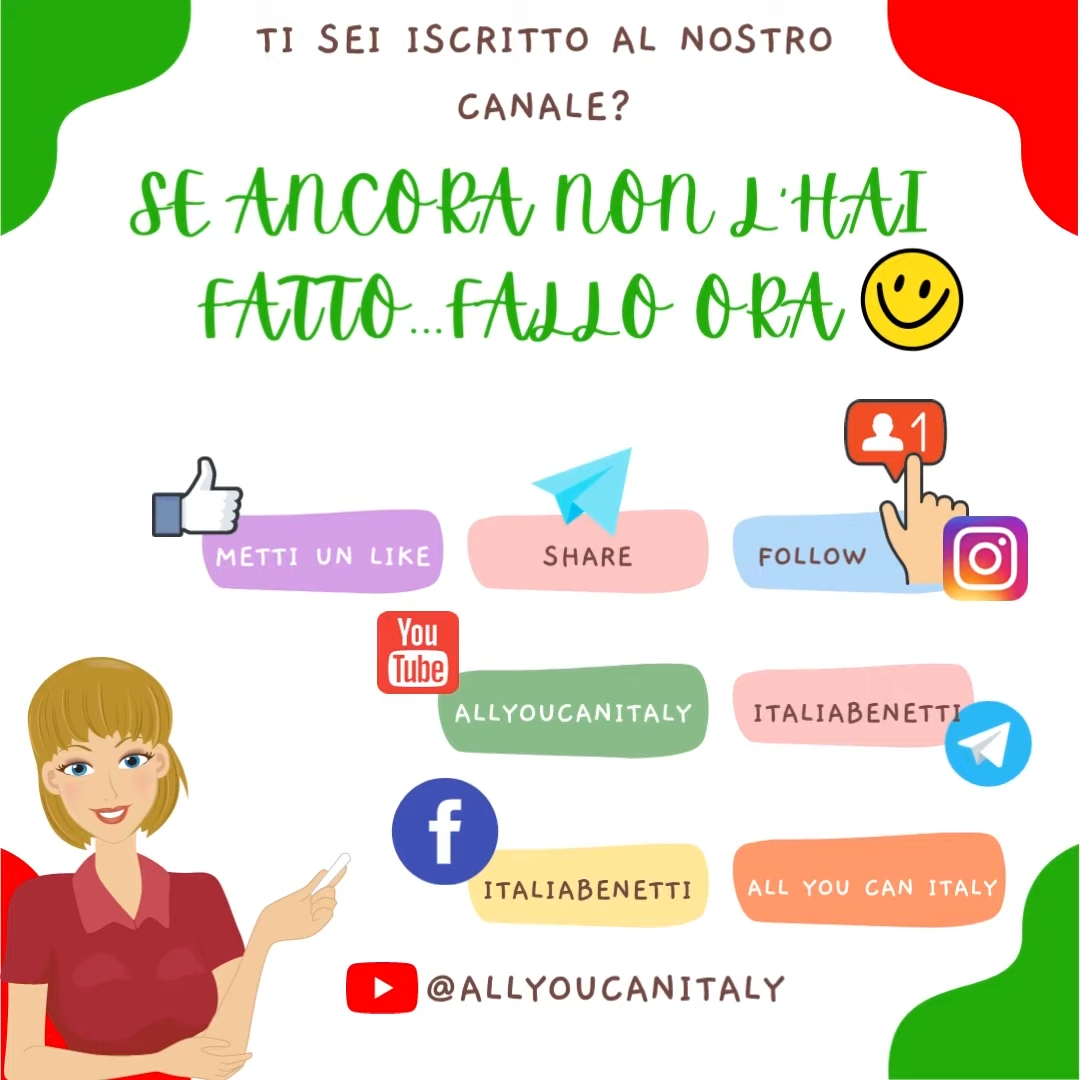 TI SEI ISCRITTO AL NOSTRO
CANALE?
SE ANCORA NON L'HAI
FATTO...FALLO ORA
1
METTI UN LIKE
SHARE
FOLLOW
You
Tube
ALLYOUCANITALY
ITALIABENETTI
f
ITALIABENETTI
ALL YOU CAN ITALY
@ALLYOUCANITALY